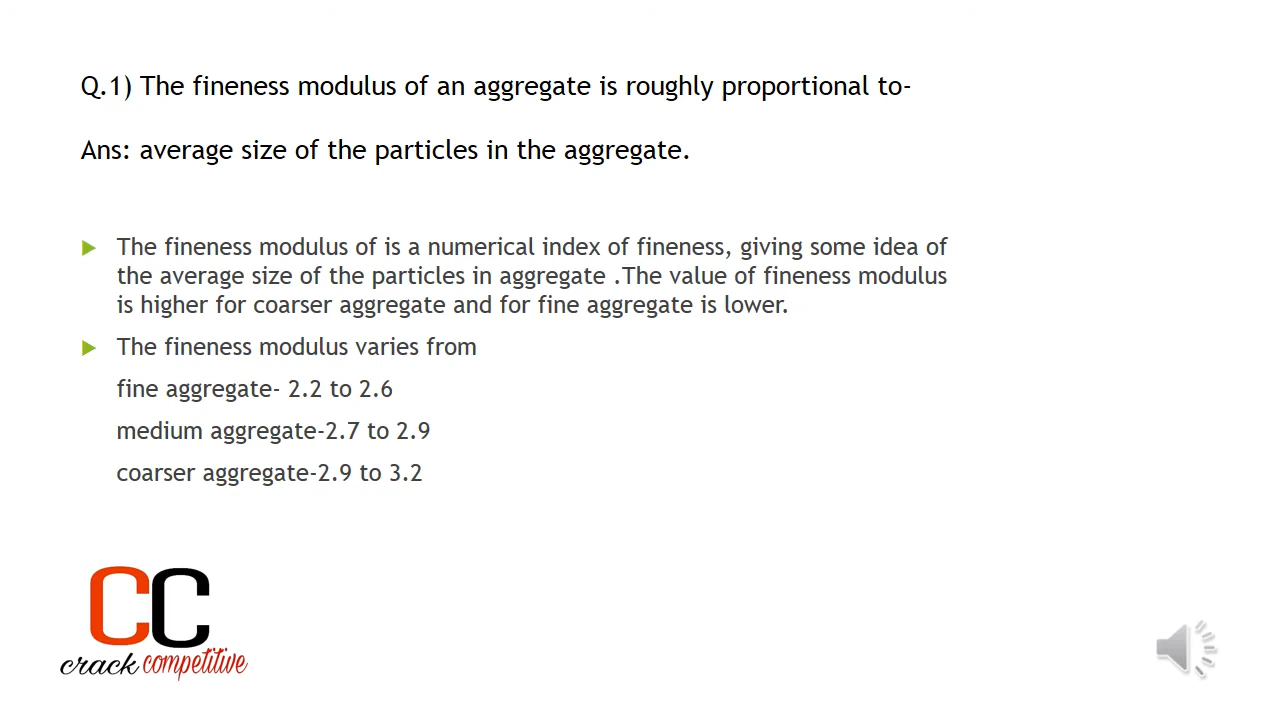 Q.1) The fineness modulus of an aggregate is roughly proportional to-
Ans: average size of the particles in the aggregate.
The fineness modulus of is a numerical index of fineness, giving some idea of
the average size of the particles in aggregate .The value of fineness modulus
is higher for coarser aggregate and for fine aggregate is lower.
The fineness modulus varies from
fine aggregate- 2.2 to 2.6
medium aggregate-2.7 to 2.9
coarser aggregate-2.9 to 3.2
CC
crack competitive